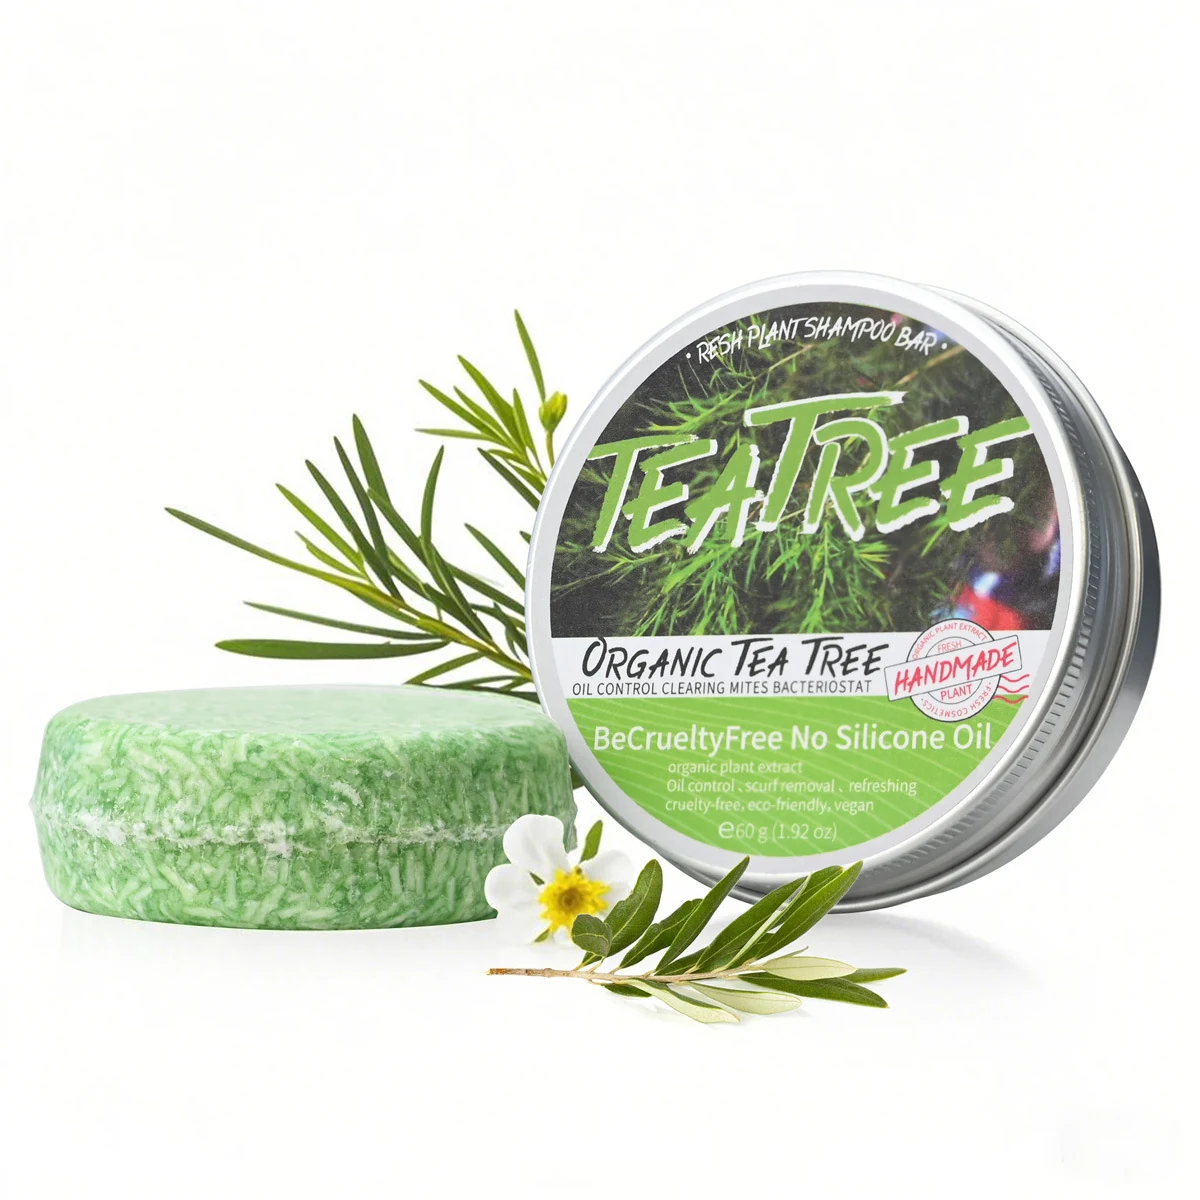 · RESH PLANT SHAMPOO BAR ·
TEA TREE
ORGANIC TEA TREE
OIL CONTROL CLEARING MITES BACTERIOSTAT
ORGANIC PLANT EXTRACT
FRESH
HANDMADE
PLANT
·FRESH COSMETICS·
BeCrueltyFree No Silicone Oil
organic plant extract
Oil control、scurf removal、refreshing
cruelty-free, eco-friendly, vegan
℮60 g (1.92 oz)